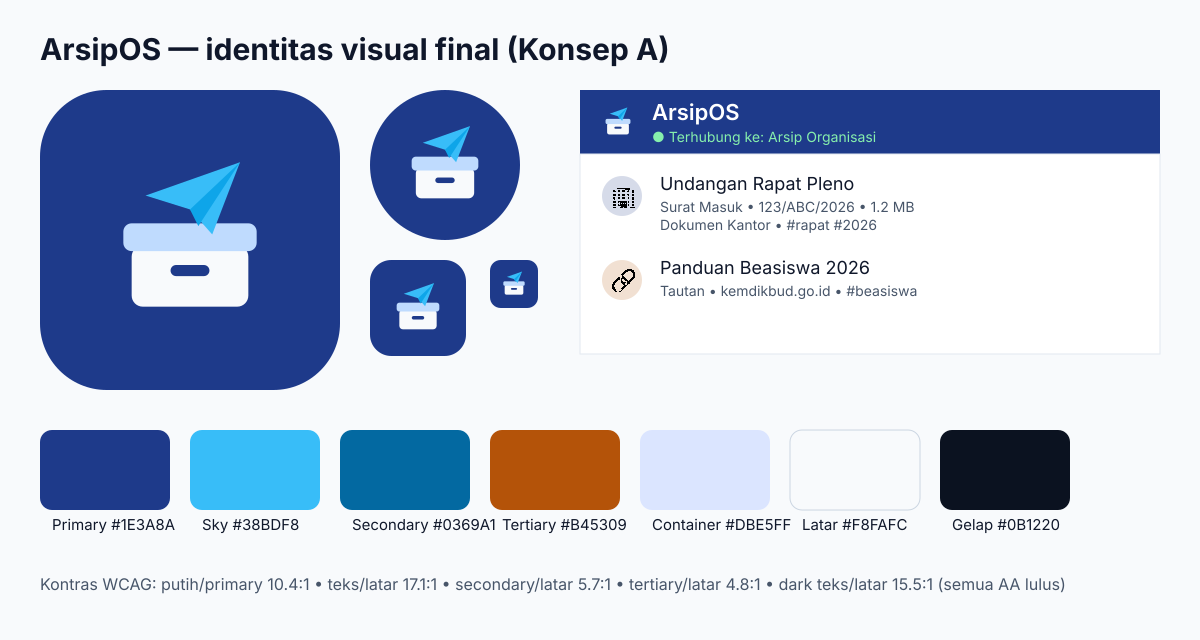 ArsipOS — identitas visual final (Konsep A)
ArsipOS
Terhubung ke: Arsip Organisasi
Undangan Rapat Pleno
Surat Masuk • 123/ABC/2026 • 1.2 MB
Dokumen Kantor • #rapat #2026
Panduan Beasiswa 2026
Tautan • kemdikbud.go.id • #beasiswa
Primary #1E3A8A
Sky #38BDF8
Secondary #0369A1
Tertiary #B45309
Container #DBE5FF
Latar #F8FAFC
Gelap #0B1220
Kontras WCAG: putih/primary 10.4:1 • teks/latar 17.1:1 • secondary/latar 5.7:1 • tertiary/latar 4.8:1 • dark teks/latar 15.5:1 (semua AA lulus)